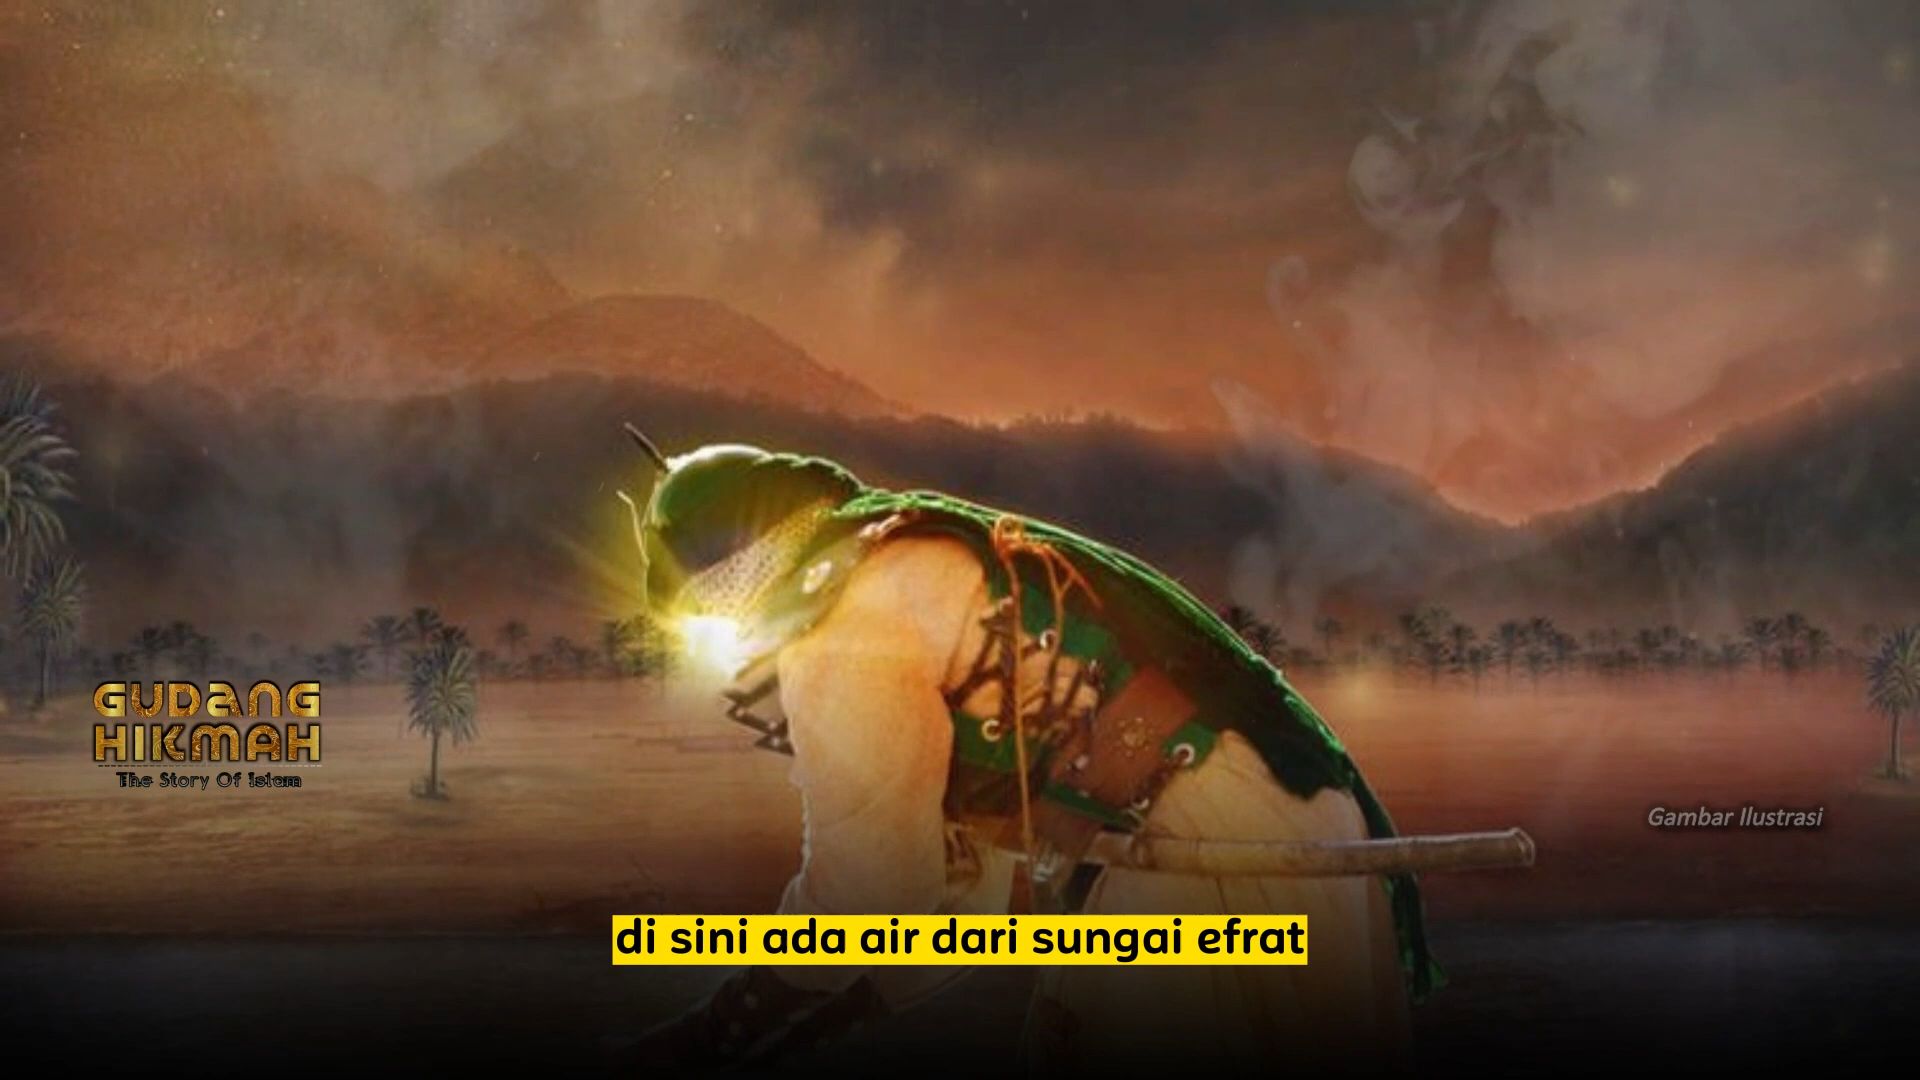 GUDANG
HIKMAH
The Story Of Islam
Gambar Ilustrasi
di sini ada air dari sungai efrat